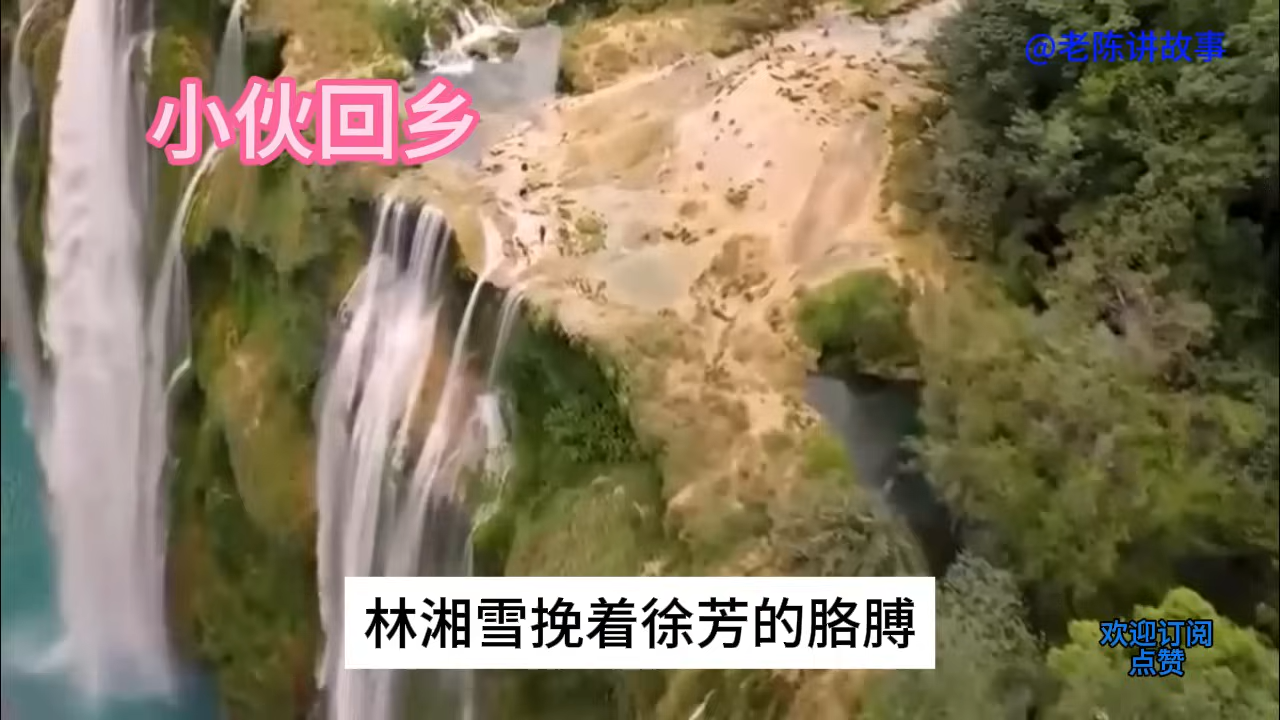 @老陈讲故事
小伙回乡
林湘雪挽着徐芳的胳膊
欢迎订阅
点赞